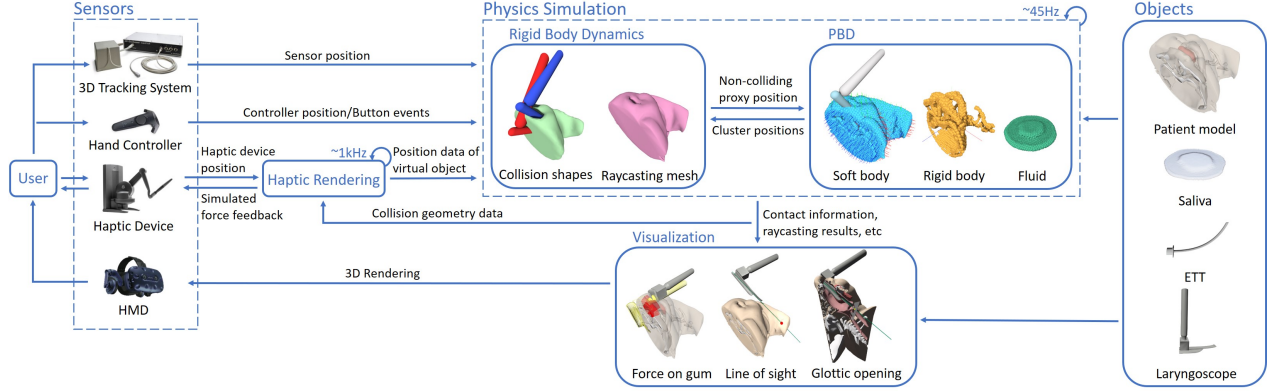 Sensors
3D Tracking System
Hand Controller
Haptic Device
HMD
User
Sensor position
Controller position/Button events
Haptic device
position
Simulated
force feedback
~1kHz
Haptic Rendering
Position data of
virtual object
Collision geometry data
3D Rendering
Physics Simulation
~45Hz
Rigid Body Dynamics
Collision shapes
Raycasting mesh
Non-colliding
proxy position
Cluster positions
PBD
Soft body
Rigid body
Fluid
Contact information,
raycasting results, etc
Visualization
Force on gum
Line of sight
Glottic opening
Objects
Patient model
Saliva
ETT
Laryngoscope